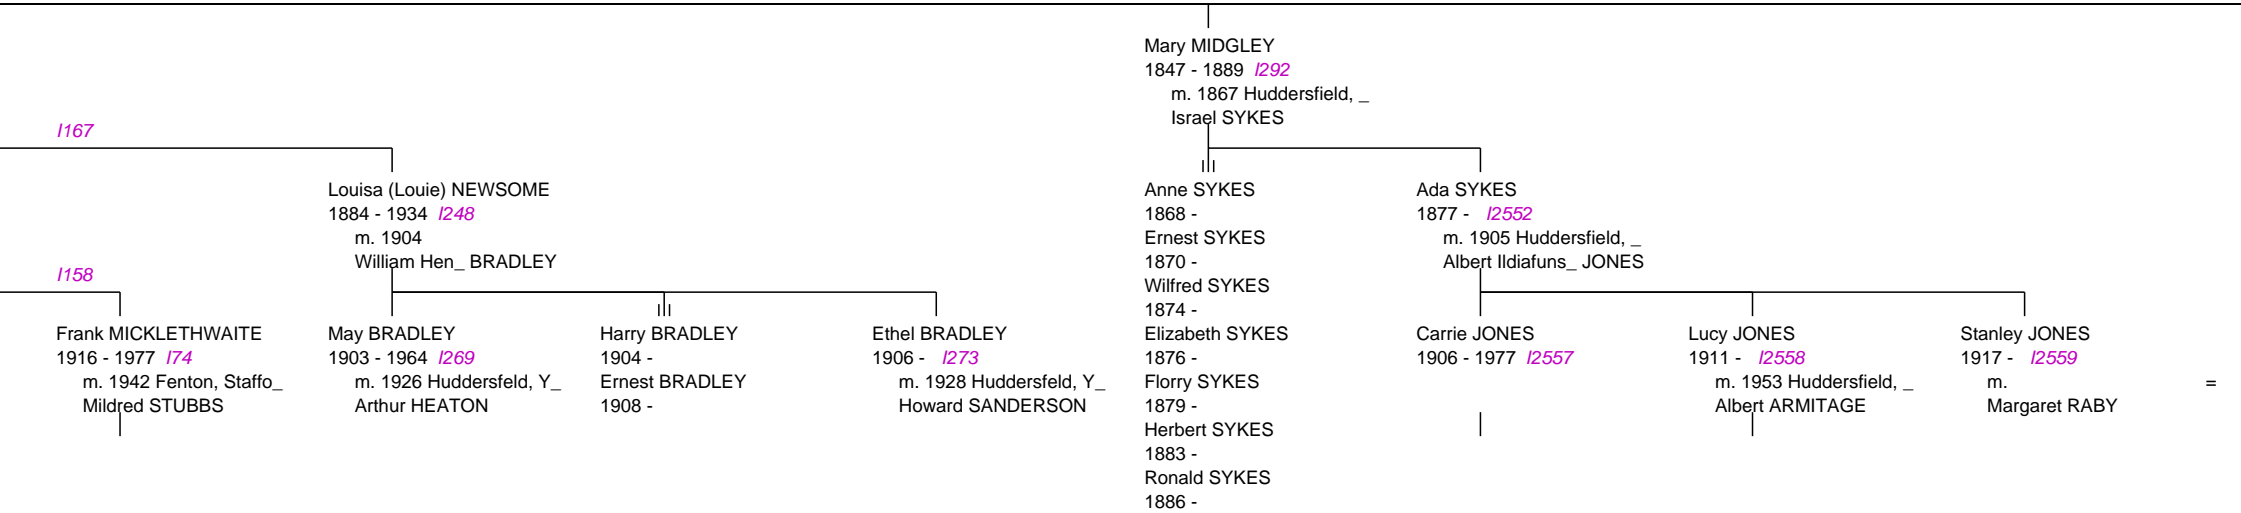 Mary MIDGLEY
1847 - 1889 I292
m. 1867 Huddersfield, _
Israel SYKES
I167
Louisa (Louie) NEWSOME
1884 - 1934 I248
m. 1904
William Hen_ BRADLEY
Anne SYKES
1868 -
Ernest SYKES
1870 -
Wilfred SYKES
1874 -
Elizabeth SYKES
1876 -
Florry SYKES
1879 -
Herbert SYKES
1883 -
Ronald SYKES
1886 -
Ada SYKES
1877 - I2552
m. 1905 Huddersfield, _
Albert Ildiafuns_ JONES
I158
Frank MICKLETHWAITE
1916 - 1977 I74
m. 1942 Fenton, Staffo_
Mildred STUBBS
May BRADLEY
1903 - 1964 I269
m. 1926 Huddersfeld, Y_
Arthur HEATON
Harry BRADLEY
1904 -
Ernest BRADLEY
1908 -
Ethel BRADLEY
1906 - I273
m. 1928 Huddersfeld, Y_
Howard SANDERSON
Carrie JONES
1906 - 1977 I2557
Lucy JONES
1911 - I2558
m. 1953 Huddersfield, _
Albert ARMITAGE
Stanley JONES
1917 - I2559
m.
Margaret RABY
=